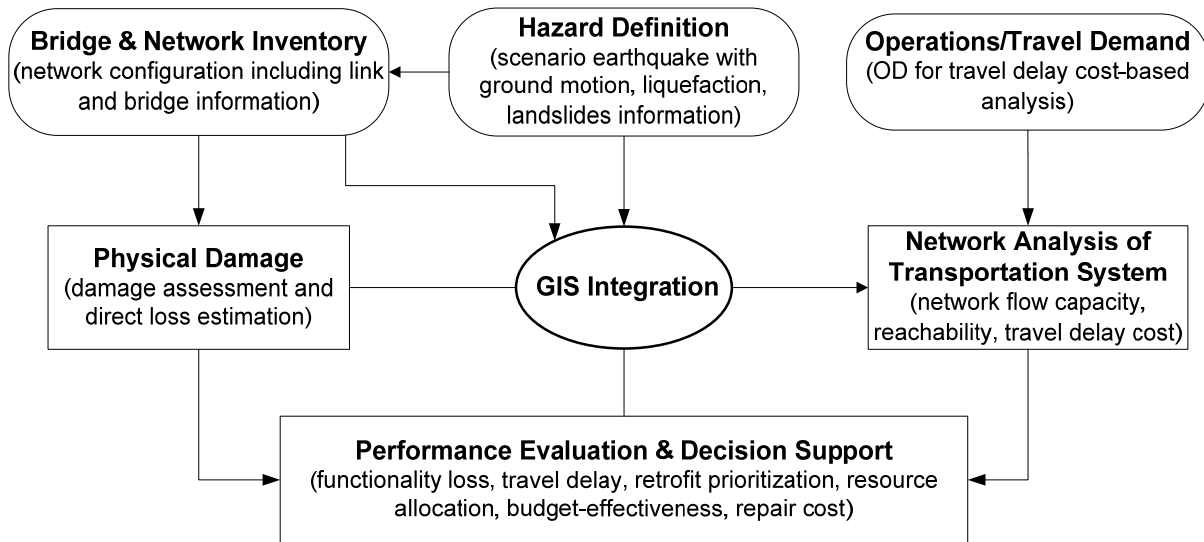 Bridge & Network Inventory
(network configuration including link
and bridge information)
Hazard Definition
(scenario earthquake with
ground motion, liquefaction,
landslides information)
Operations/Travel Demand
(OD for travel delay cost-based
analysis)
Physical Damage
(damage assessment and
direct loss estimation)
GIS Integration
Network Analysis of
Transportation System
(network flow capacity,
reachability, travel delay cost)
Performance Evaluation & Decision Support
(functionality loss, travel delay, retrofit prioritization, resource
allocation, budget-effectiveness, repair cost)